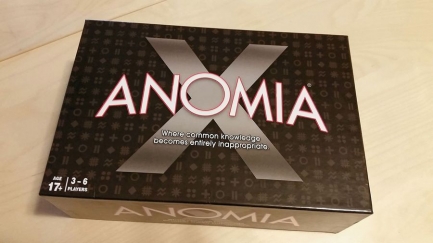 X
ANOMIA
Where common knowledge
becomes entirely inappropriate.
AGE
17+
3 - 6
PLAYERS
ANOMIA